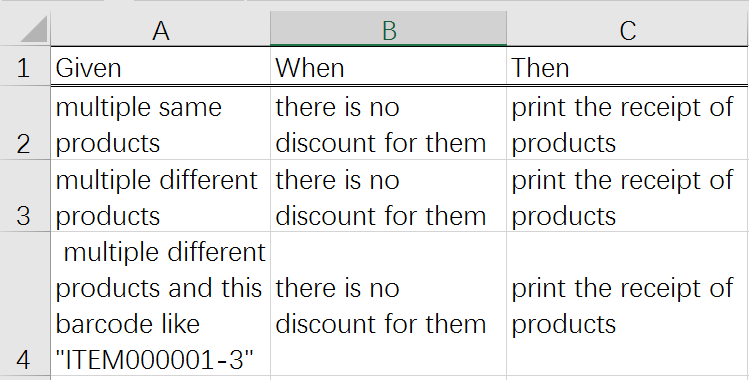 A B C
1 Given When Then
multiple same there is no print the receipt of
2 products discount for them products
multiple different there is no print the receipt of
3 products discount for them products
multiple different
products and this there is no print the receipt of
barcode like discount for them products
4 "ITEM000001-3"